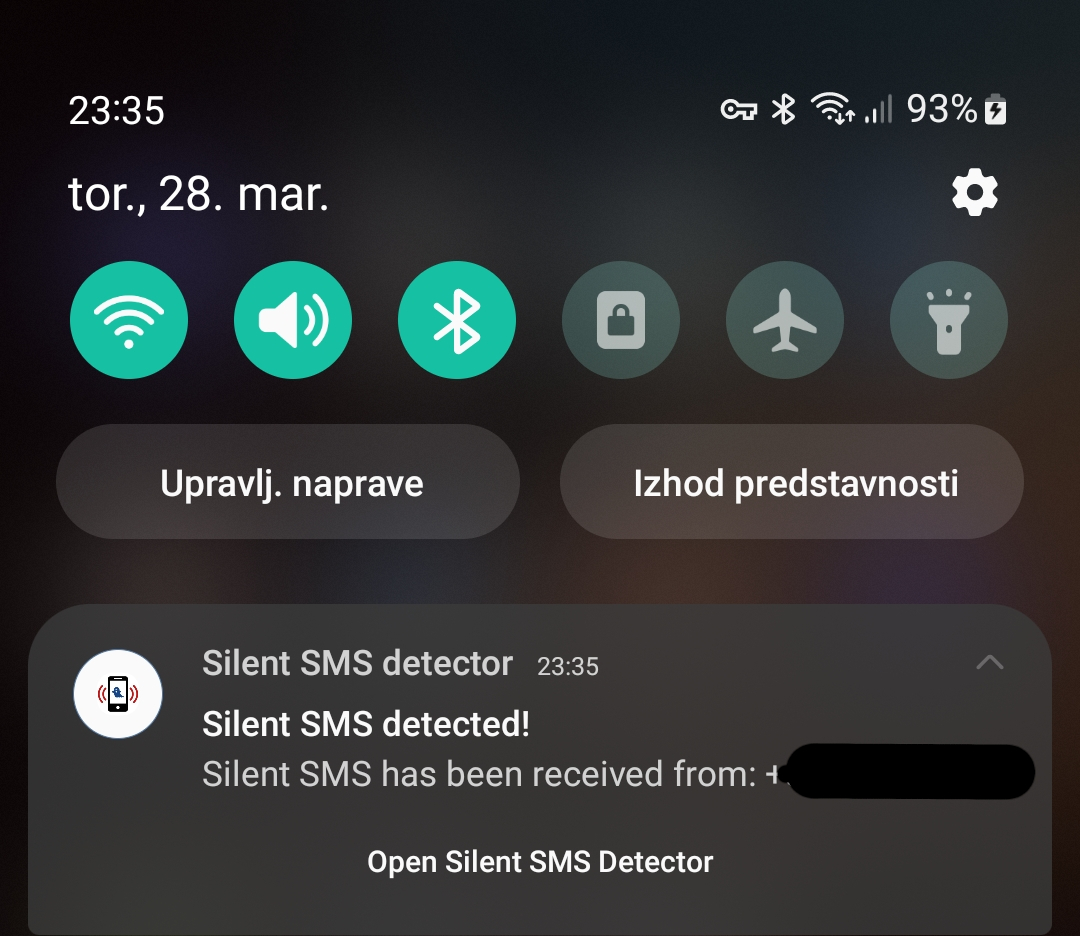 23:35 93%
tor., 28. mar.
Upravlj. naprave Izhod predstavnosti
Silent SMS detector 23:35
Silent SMS detected!
Silent SMS has been received from: +
Open Silent SMS Detector